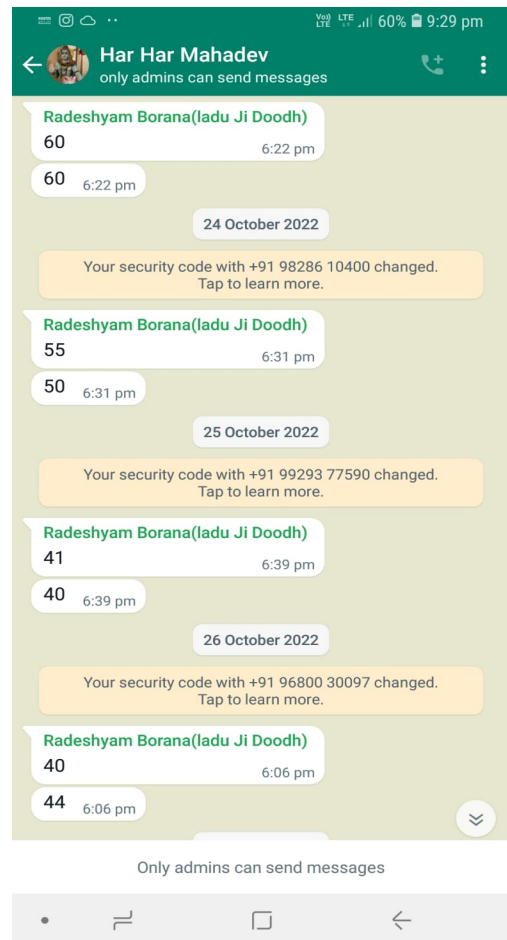 Vo)) LTE LTE 60% 9:29 pm
Har Har Mahadev
only admins can send messages
Radeshyam Borana(ladu Ji Doodh)
60 6:22 pm
60 6:22 pm
24 October 2022
Your security code with +91 98286 10400 changed.
Tap to learn more.
Radeshyam Borana(ladu Ji Doodh)
55 6:31 pm
50 6:31 pm
25 October 2022
Your security code with +91 99293 77590 changed.
Tap to learn more.
Radeshyam Borana(ladu Ji Doodh)
41 6:39 pm
40 6:39 pm
26 October 2022
Your security code with +91 96800 30097 changed.
Tap to learn more.
Radeshyam Borana(ladu Ji Doodh)
40 6:06 pm
44 6:06 pm
Only admins can send messages